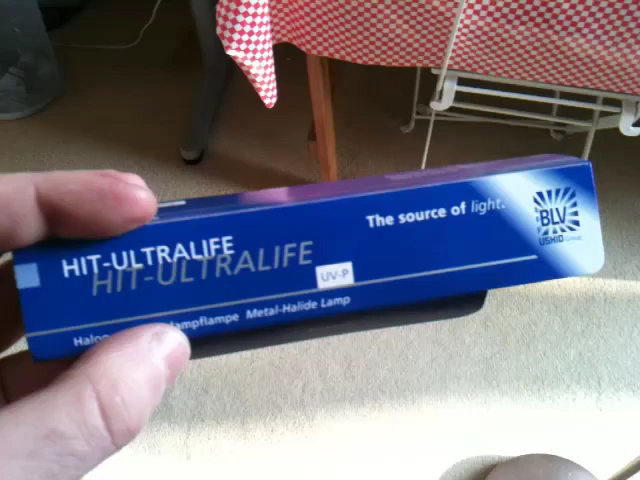 The source of light.
BLV
USHIO
HIT-ULTRALIFE
HIT-ULTRALIFE
UV-P
Metal-Halide Lamp